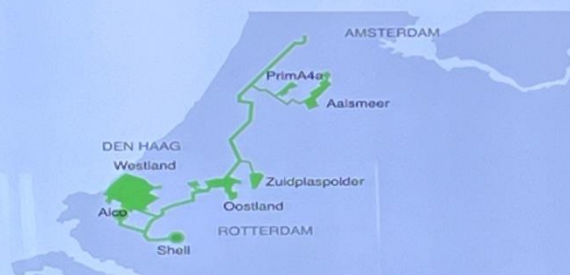 AMSTERDAM
PrimA4a
Aalsmeer
DEN HAAG
Westland
Zuidplaspolder
Oostland
Alco
ROTTERDAM
Shell